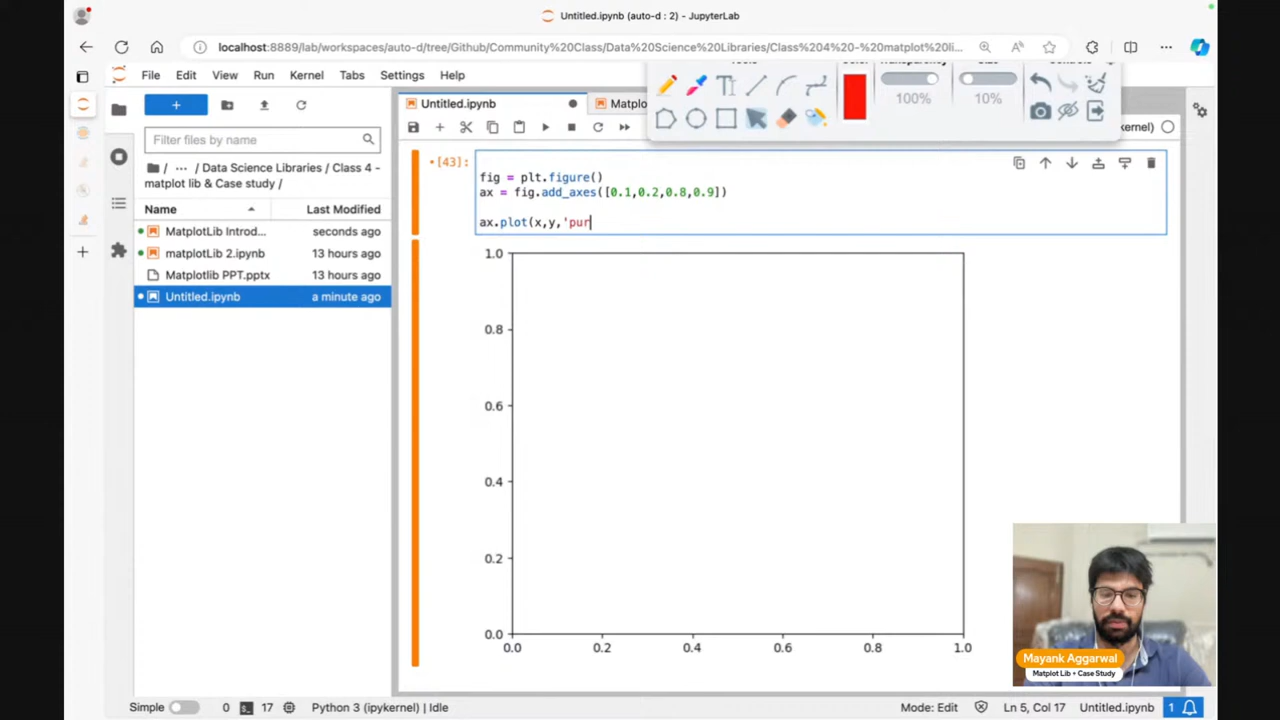 Untitled.ipynb (auto-d : 2) - JupyterLab
localhost:8889/lab/workspaces/auto-d/tree/Github/Community%20Class/Data%20Science%20Libraries/Class%204%20-%20matplot%20li...
File Edit View Run Kernel Tabs Settings Help
100% 10%
Untitled.ipynb
Matplo
kernel)
Filter files by name
/ ... / Data Science Libraries / Class 4 -
matplot lib & Case study /
Name Last Modified
MatplotLib Introd... seconds ago
matplotLib 2.ipynb 13 hours ago
Matplotlib PPT.pptx 13 hours ago
Untitled.ipynb a minute ago
[43]:
fig = plt.figure()
ax = fig.add_axes([0.1,0.2,0.8,0.9])
ax.plot(x,y,'pur
1.0
0.8
0.6
0.4
0.2
0.0
0.0 0.2 0.4 0.6 0.8 1.0
Mayank Aggarwal
Matplot Lib + Case Study
Simple 0 17 Python 3 (ipykernel) | Idle Mode: Edit Ln 5, Col 17 Untitled.ipynb 1